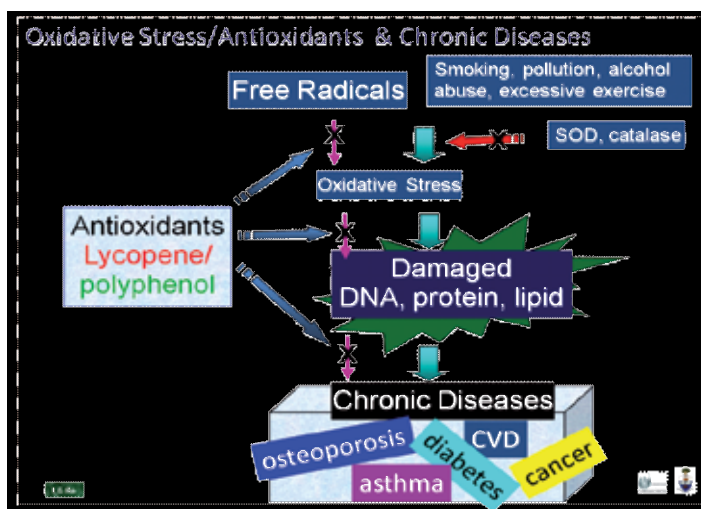 Oxidative Stress/Antioxidants & Chronic Diseases
Free Radicals
Smoking, pollution, alcohol
abuse, excessive exercise
SOD, catalase
Oxidative Stress
Antioxidants
Lycopene/
polyphenol
Damaged
DNA, protein, lipid
Chronic Diseases
osteoporosis
diabetes
CVD
cancer
asthma